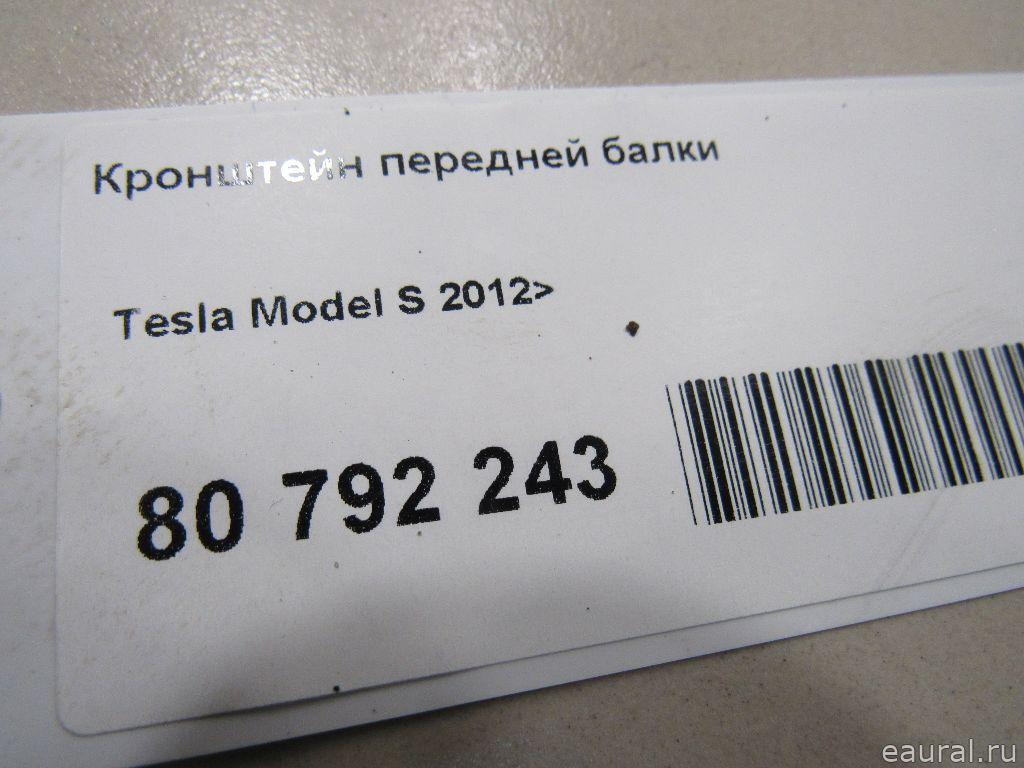 Кронштейн передней балки
Tesla Model S 2012>
80 792 243
eaural.ru